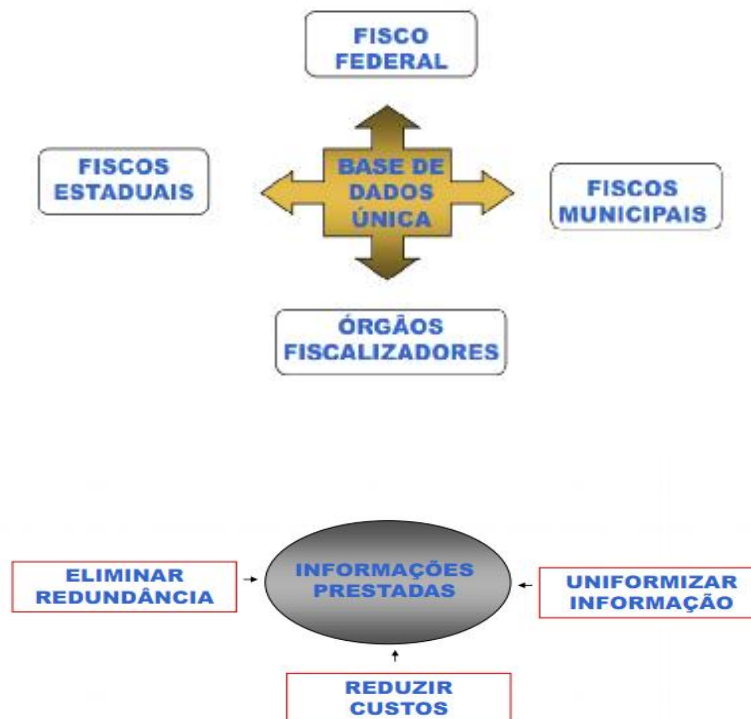 FISCO
FEDERAL
FISCOS
ESTADUAIS
BASE DE
DADOS
ÚNICA
FISCOS
MUNICIPAIS
ÓRGÃOS
FISCALIZADORES
ELIMINAR
REDUNDÂNCIA
INFORMAÇÕES
PRESTADAS
UNIFORMIZAR
INFORMAÇÃO
REDUZIR
CUSTOS